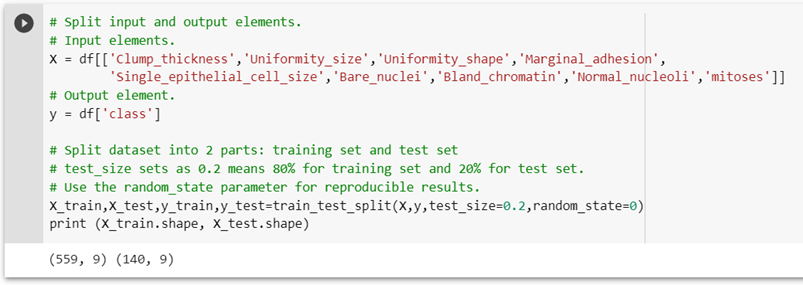 # Split input and output elements.
# Input elements.
X = df[['Clump_thickness','Uniformity_size','Uniformity_shape','Marginal_adhesion',
'Single_epithelial_cell_size','Bare_nuclei','Bland_chromatin','Normal_nucleoli','mitoses']]
# Output element.
y = df['class']
# Split dataset into 2 parts: training set and test set
# test_size sets as 0.2 means 80% for training set and 20% for test set.
# Use the random_state parameter for reproducible results.
X_train,X_test,y_train,y_test=train_test_split(X,y,test_size=0.2,random_state=0)
print (X_train.shape, X_test.shape)
(559, 9) (140, 9)